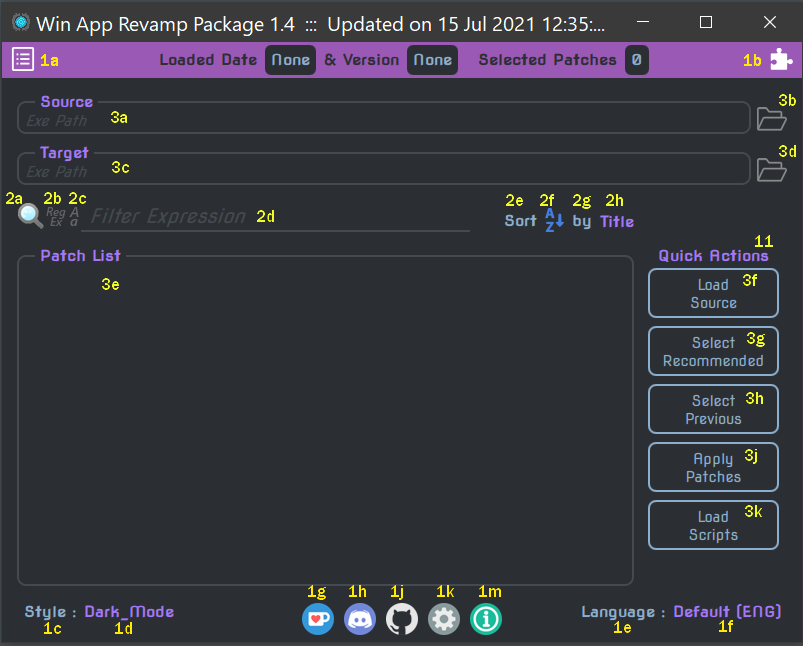 Win App Revamp Package 1.4 ::: Updated on 15 Jul 2021 12:35:...
1a Loaded Date None & Version None Selected Patches 0 1b
Source 3b
Exe Path 3a
Target 3d
Exe Path 3c
2a 2b 2c 2e 2f 2g 2h
Reg Ex A a Filter Expression 2d Sort A Z by Title
Patch List Quick Actions 11
3e
Load 3f
Source
Select 3g
Recommended
Select 3h
Previous
Apply 3j
Patches
Load 3k
Scripts
1g 1h 1j 1k 1m
Style : Dark_Mode Language : Default (ENG)
1c 1d 1e 1f